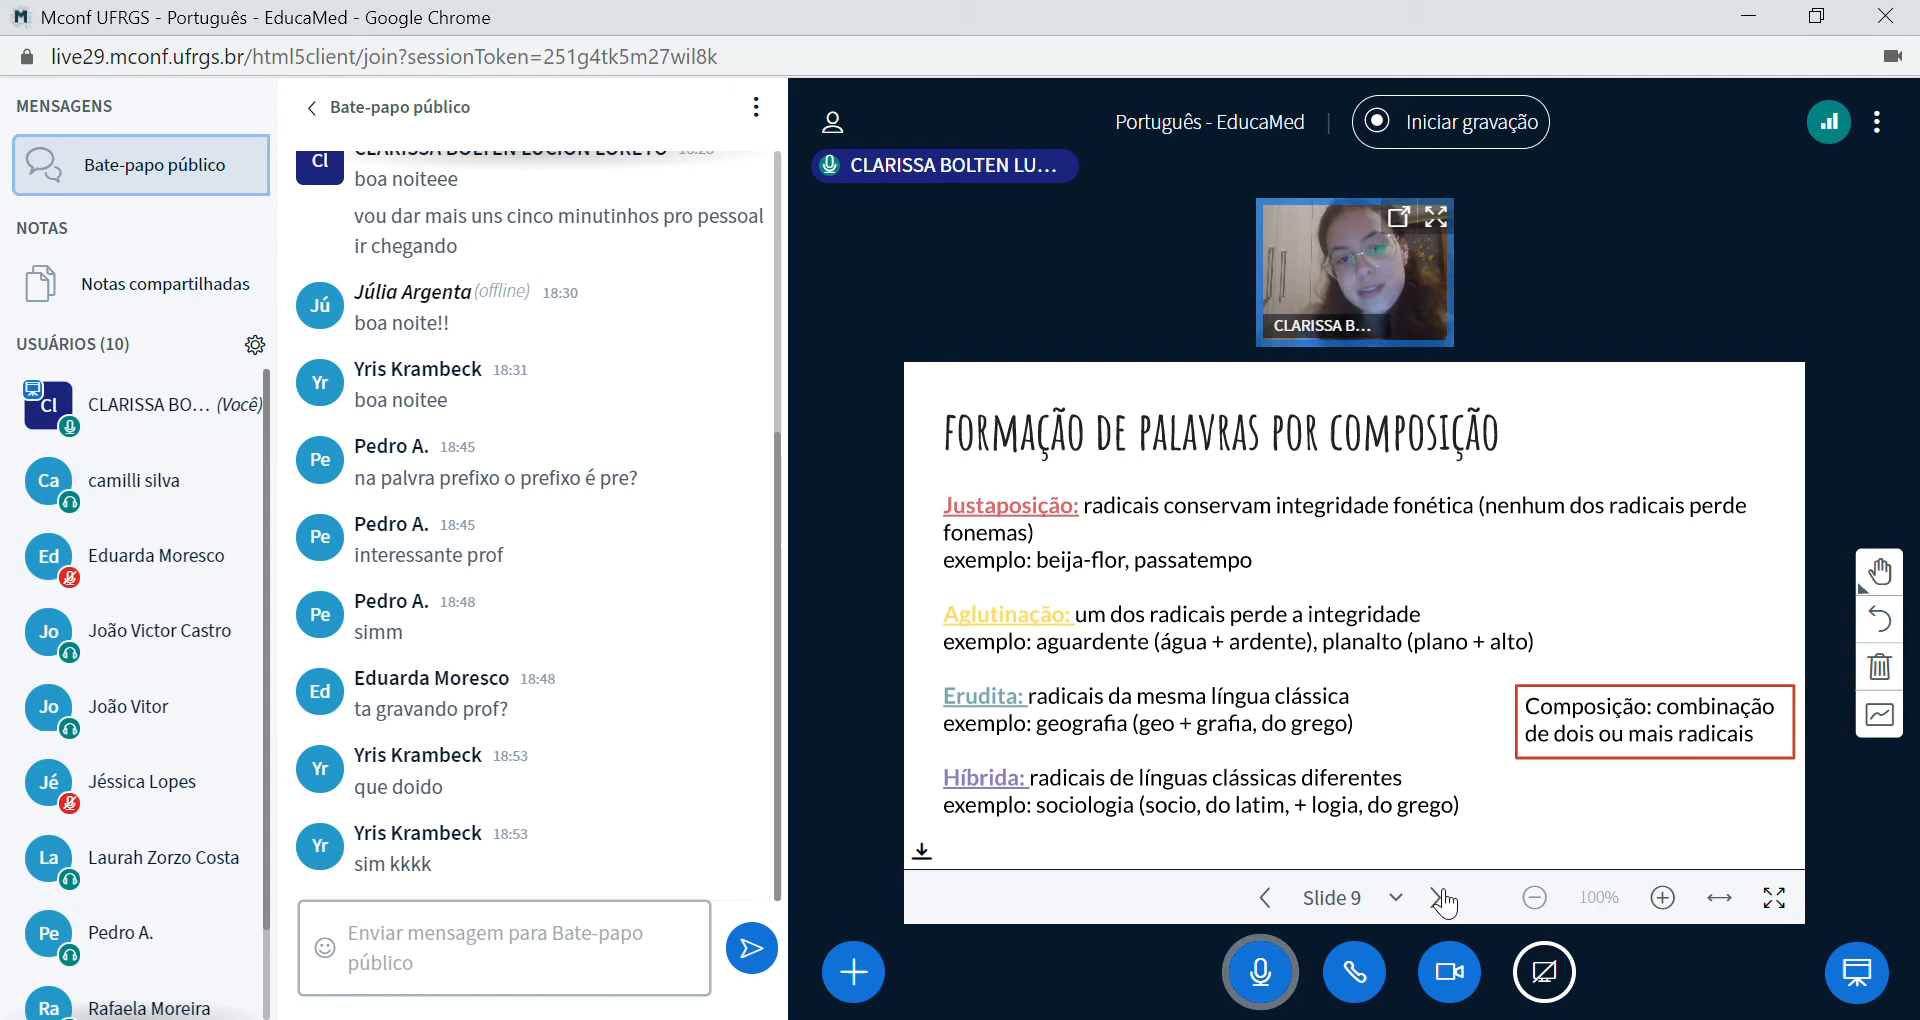 Mconf UFRGS - Português - EducaMed - Google Chrome
live29.mconf.ufrgs.br/html5client/join?sessionToken=251g4tk5m27wil8k
MENSAGENS
Bate-papo público
NOTAS
Notas compartilhadas
USUÁRIOS (10)
Cl CLARISSA BO... (Você)
Ca camilli silva
Ed Eduarda Moresco
Jo João Victor Castro
Jo João Vitor
Jé Jéssica Lopes
La Laurah Zorzo Costa
Pe Pedro A.
Ra Rafaela Moreira
Bate-papo público
Cl
boa noiteee
vou dar mais uns cinco minutinhos pro pessoal
ir chegando
Jú Júlia Argenta (offline) 18:30
boa noite!!
Yr Yris Krambeck 18:31
boa noitee
Pe Pedro A. 18:45
na palvra prefixo o prefixo é pre?
Pe Pedro A. 18:45
interessante prof
Pe Pedro A. 18:48
simm
Ed Eduarda Moresco 18:48
ta gravando prof?
Yr Yris Krambeck 18:53
que doido
Yr Yris Krambeck 18:53
sim kkkk
Enviar mensagem para Bate-papo
público
Português - EducaMed
Iniciar gravação
CLARISSA BOLTEN LU...
CLARISSA B...
FORMAÇÃO DE PALAVRAS POR COMPOSIÇÃO
Justaposição: radicais conservam integridade fonética (nenhum dos radicais perde
fonemas)
exemplo: beija-flor, passatempo
Aglutinação: um dos radicais perde a integridade
exemplo: aguardente (água + ardente), planalto (plano + alto)
Erudita: radicais da mesma língua clássica
exemplo: geografia (geo + grafia, do grego)
Composição: combinação
de dois ou mais radicais
Híbrida: radicais de línguas clássicas diferentes
exemplo: sociologia (socio, do latim, + logia, do grego)
Slide 9
100%